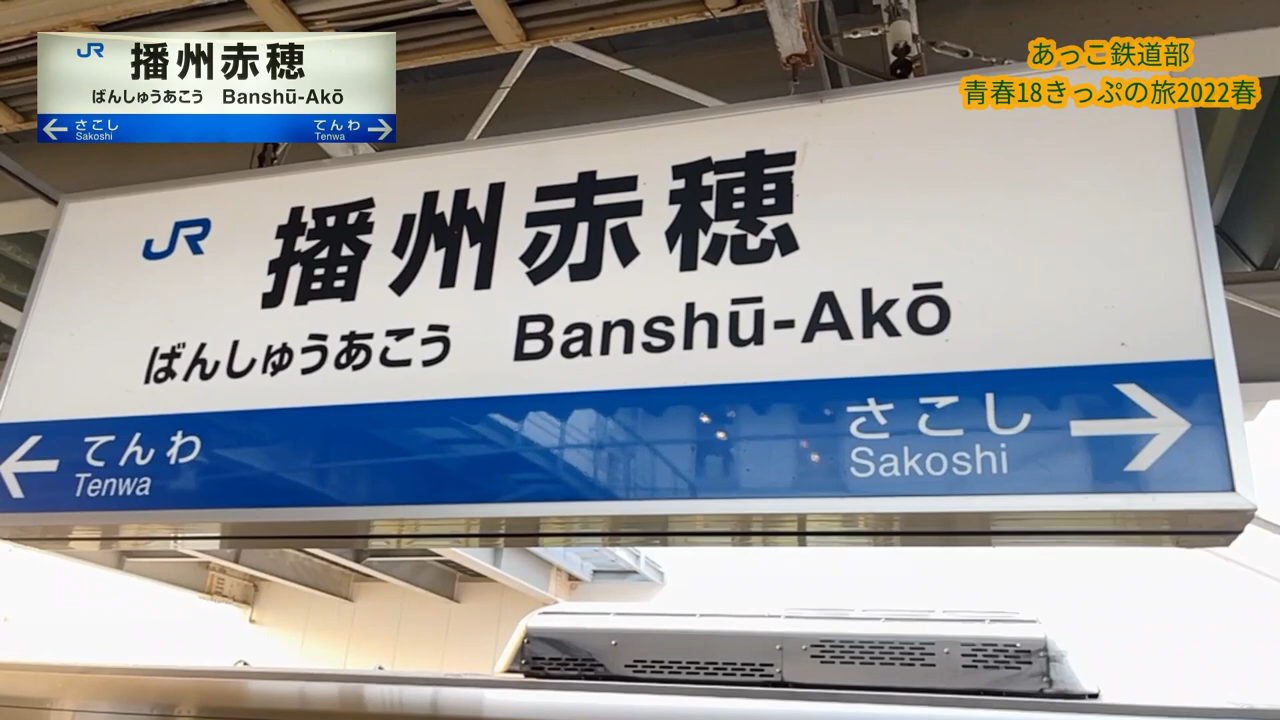 JR 播州赤穂
ばんしゅうあこう Banshū-Akō
さこし てんわ
Sakoshi Tenwa
あっこ鉄道部
青春18きっぷの旅2022春
JR 播州赤穂
ばんしゅうあこう Banshū-Akō
てんわ さこし
Tenwa Sakoshi